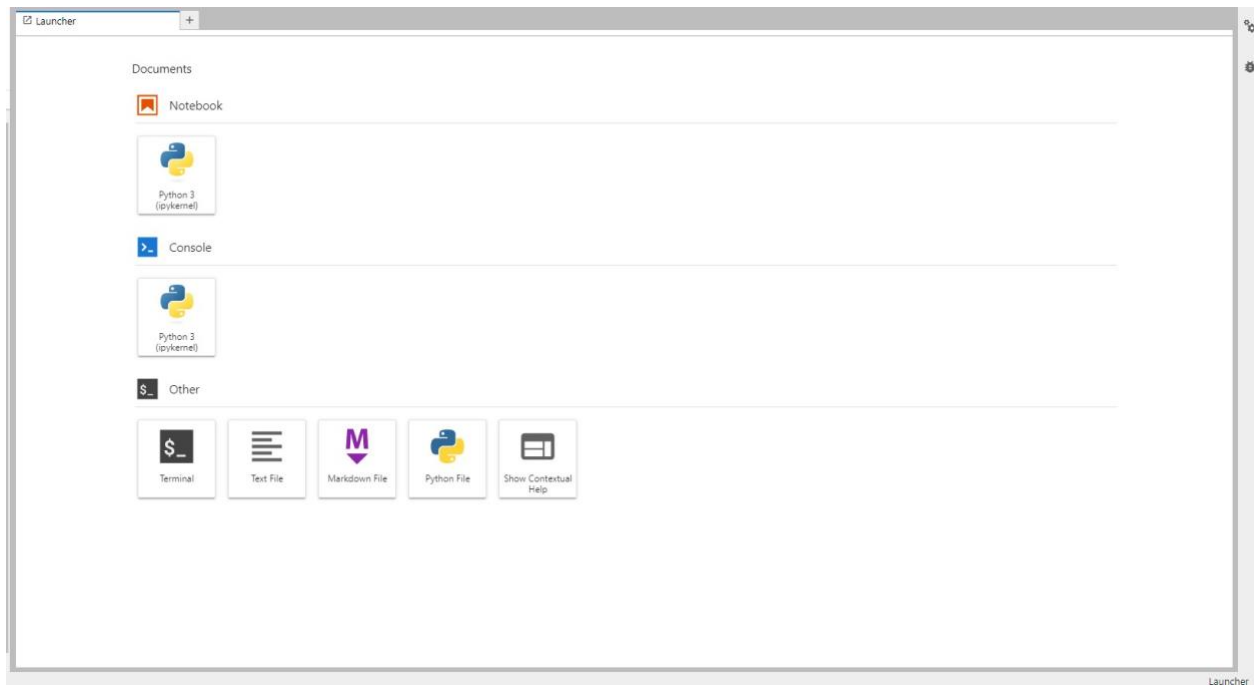 Launcher
+
Documents
Notebook
Python 3
(ipykernel)
>_ Console
Python 3
(ipykernel)
$_ Other
$_
M
Terminal
Text File
Markdown File
Python File
Show Contextual
Help
Launcher